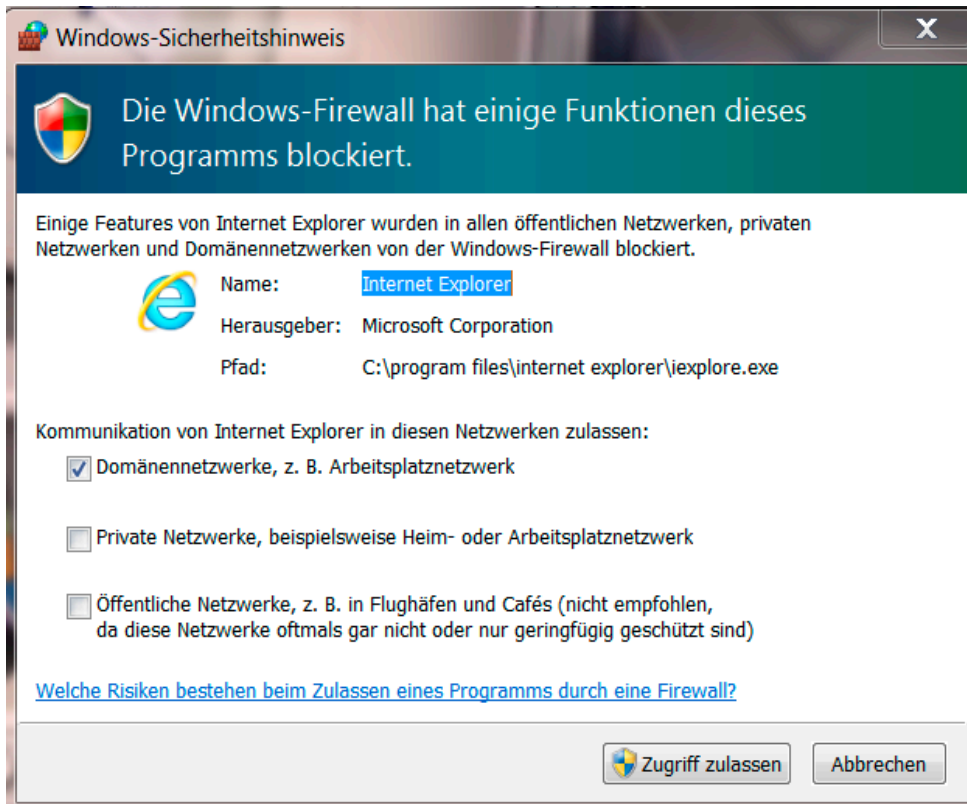 Windows-Sicherheitshinweis
X
Die Windows-Firewall hat einige Funktionen dieses
Programms blockiert.
Einige Features von Internet Explorer wurden in allen öffentlichen Netzwerken, privaten
Netzwerken und Domänennetzwerken von der Windows-Firewall blockiert.
Name: Internet Explorer
Herausgeber: Microsoft Corporation
Pfad: C:\program files\internet explorer\iexplore.exe
Kommunikation von Internet Explorer in diesen Netzwerken zulassen:
Domänennetzwerke, z. B. Arbeitsplatznetzwerk
Private Netzwerke, beispielsweise Heim- oder Arbeitsplatznetzwerk
Öffentliche Netzwerke, z. B. in Flughäfen und Cafés (nicht empfohlen,
da diese Netzwerke oftmals gar nicht oder nur geringfügig geschützt sind)
Welche Risiken bestehen beim Zulassen eines Programms durch eine Firewall?
Zugriff zulassen Abbrechen